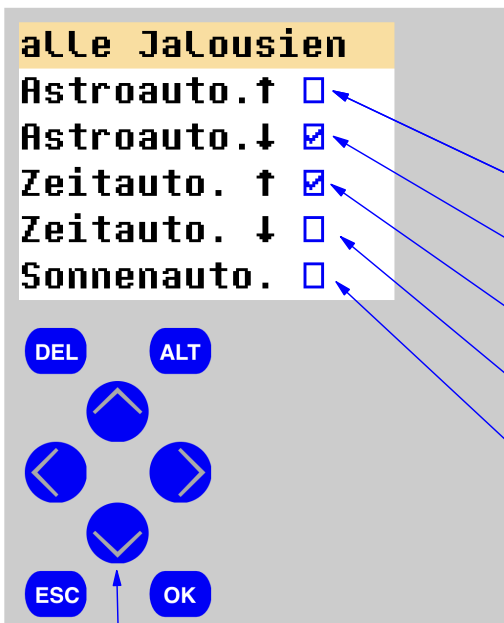 alle Jalousien
Astroauto.↑ ☐
Astroauto.↓ ☑
Zeitauto. ↑ ☑
Zeitauto. ↓ ☐
Sonnenauto. ☐
DEL ALT
ESC OK